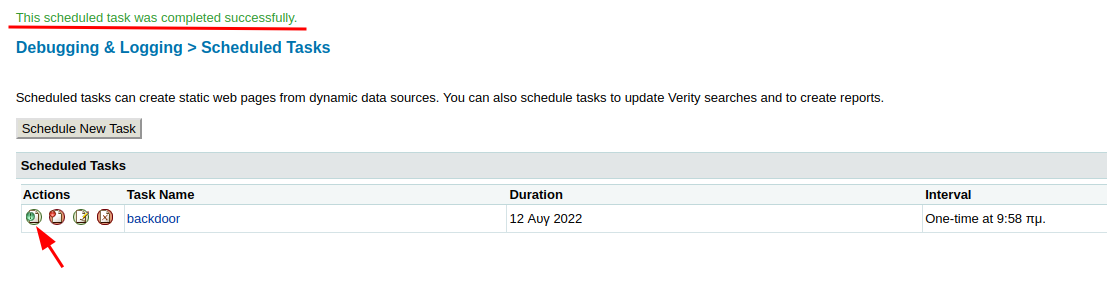 This scheduled task was completed successfully.
Debugging & Logging > Scheduled Tasks
Scheduled tasks can create static web pages from dynamic data sources. You can also schedule tasks to update Verity searches and to create reports.
Schedule New Task
Scheduled Tasks
Actions Task Name Duration Interval
backdoor 12 Αυγ 2022 One-time at 9:58 πμ.